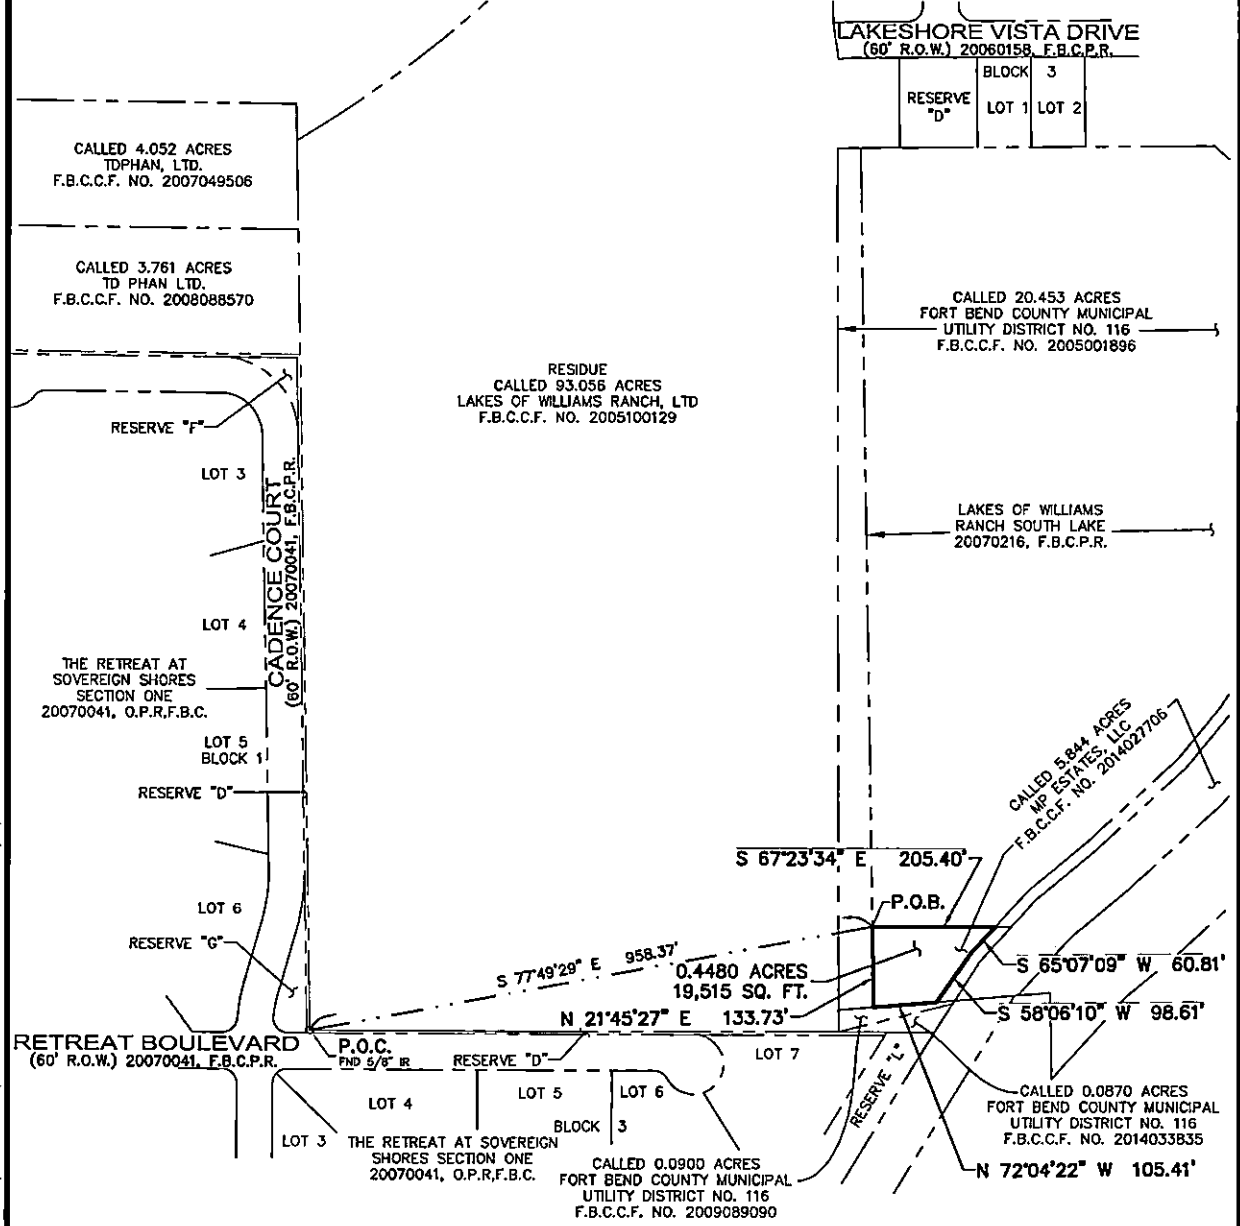 LAKESHORE VISTA DRIVE
(60' R.O.W.) 20060158, F.B.C.P.R.
BLOCK 3
RESERVE
"D"
LOT 1
LOT 2
CALLED 4.052 ACRES
TDPHAN, LTD.
F.B.C.C.F. NO. 2007049506
CALLED 3.761 ACRES
TD PHAN LTD.
F.B.C.C.F. NO. 2008088570
CALLED 20.453 ACRES
FORT BEND COUNTY MUNICIPAL
UTILITY DISTRICT NO. 116
F.B.C.C.F. NO. 2005001896
RESIDUE
CALLED 93.056 ACRES
LAKES OF WILLIAMS RANCH, LTD
F.B.C.C.F. NO. 2005100129
RESERVE "F"
LOT 3
CADENCE COURT
(60' R.O.W.) 20070041, F.B.C.P.R.
LAKES OF WILLIAMS
RANCH SOUTH LAKE
20070216, F.B.C.P.R.
LOT 4
THE RETREAT AT
SOVEREIGN SHORES
SECTION ONE
20070041, O.P.R,F.B.C.
LOT 5
BLOCK 1
RESERVE "D"
CALLED 5.844 ACRES
MP ESTATES, LLC
F.B.C.C.F. NO. 2014027706
S 67°23'34" E 205.40'
P.O.B.
LOT 6
RESERVE "G"
S 77°49'29" E 958.37'
0.4480 ACRES
19,515 SQ. FT.
S 65°07'09" W 60.81'
N 21°45'27" E 133.73'
S 58°06'10" W 98.61'
RETREAT BOULEVARD
(60' R.O.W.) 20070041, F.B.C.P.R.
P.O.C.
FND 5/8" IR
RESERVE "D"
LOT 7
RESERVE "L"
LOT 4
LOT 5
LOT 6
BLOCK 3
LOT 3
THE RETREAT AT SOVEREIGN
SHORES SECTION ONE
20070041, O.P.R,F.B.C.
CALLED 0.0900 ACRES
FORT BEND COUNTY MUNICIPAL
UTILITY DISTRICT NO. 116
F.B.C.C.F. NO. 2009089090
CALLED 0.0870 ACRES
FORT BEND COUNTY MUNICIPAL
UTILITY DISTRICT NO. 116
F.B.C.C.F. NO. 2014033835
N 72°04'22" W 105.41'